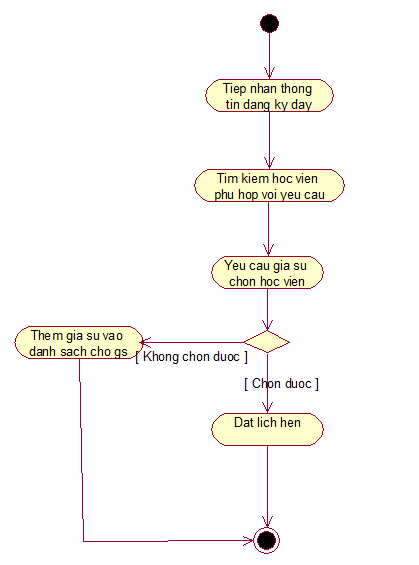 Tiep nhan thong
tin dang ky day
Tim kiem hoc vien
phu hop voi yeu cau
Yeu cau gia su
chon hoc vien
Them gia su vao
danh sach cho gs
[ Khong chon duoc ]
[ Chon duoc ]
Dat lich hen